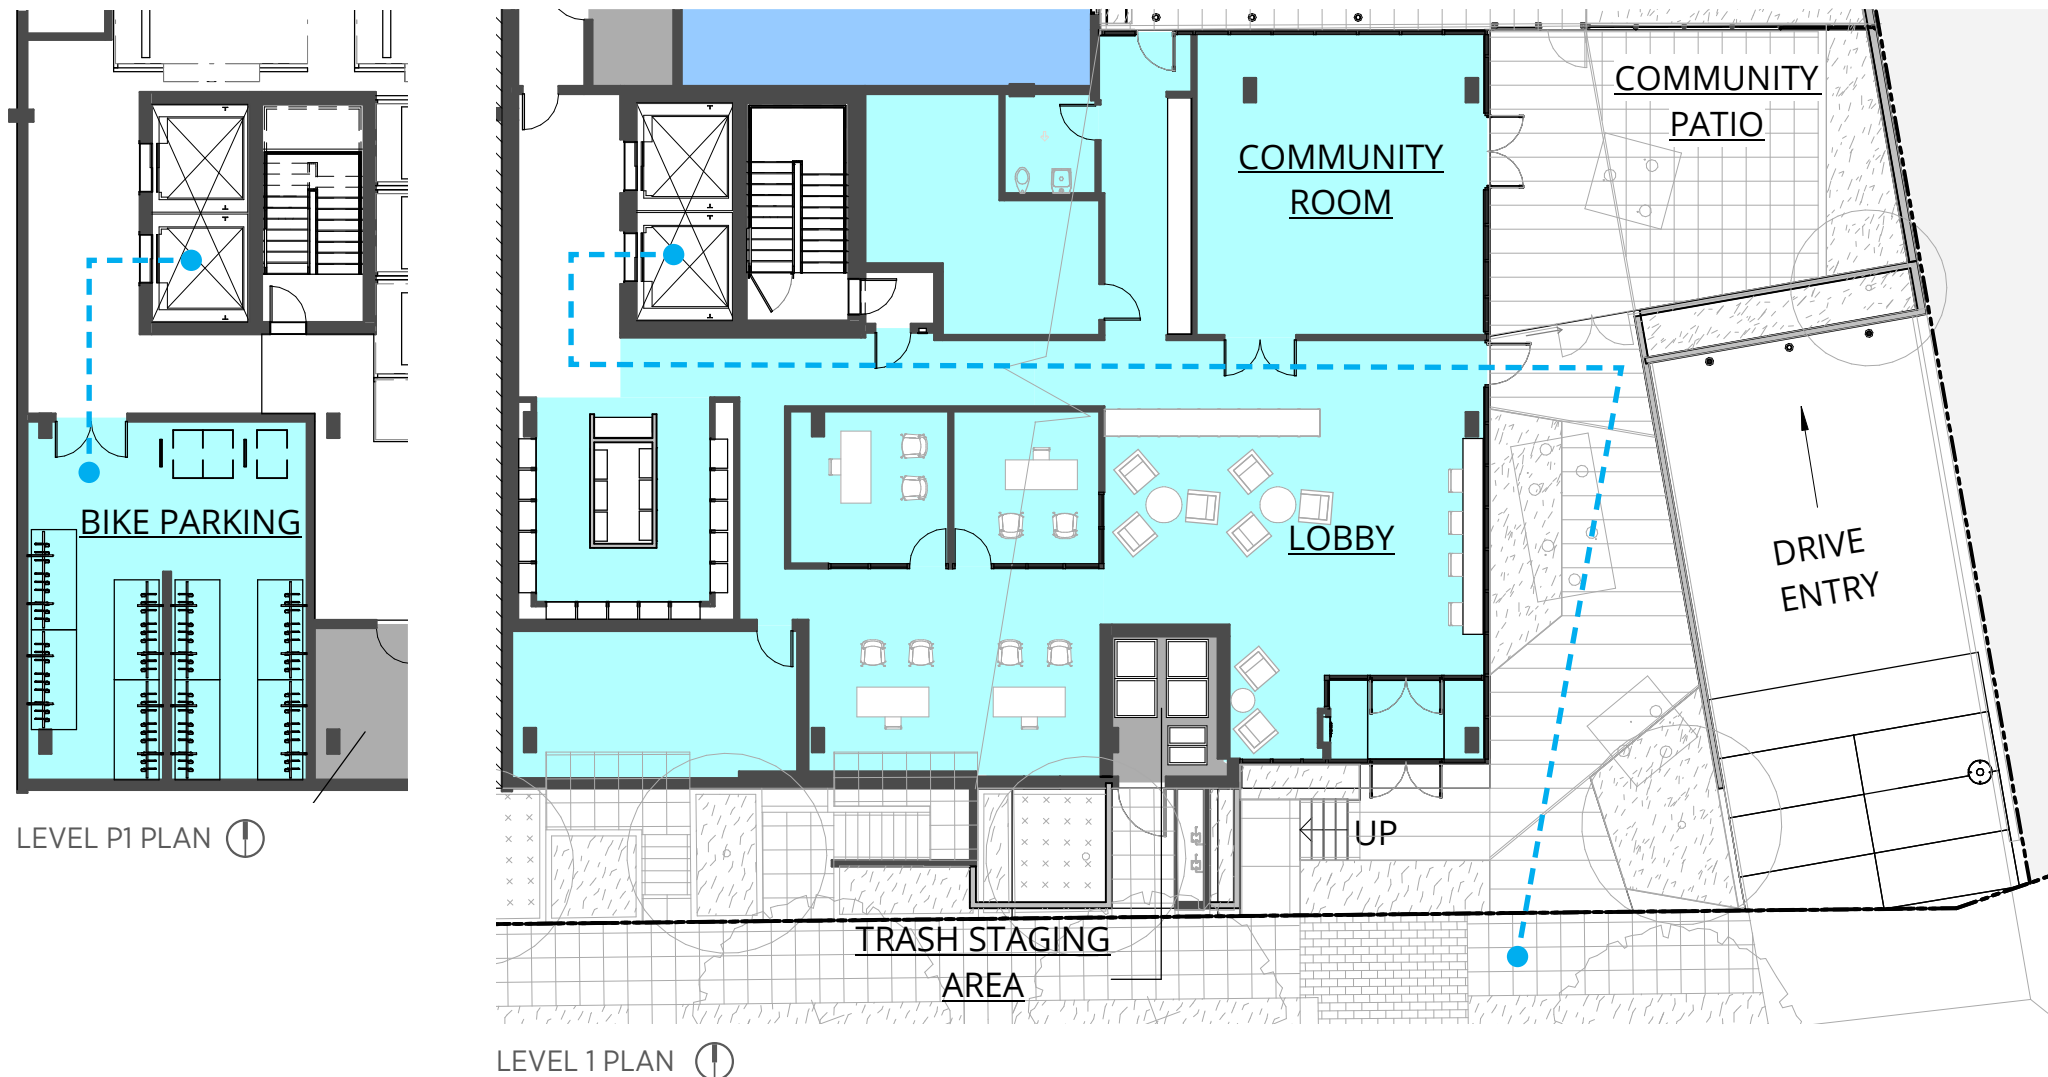 COMMUNITY
PATIO
COMMUNITY
ROOM
BIKE PARKING
LOBBY
DRIVE
ENTRY
UP
LEVEL P1 PLAN
TRASH STAGING
AREA
LEVEL 1 PLAN